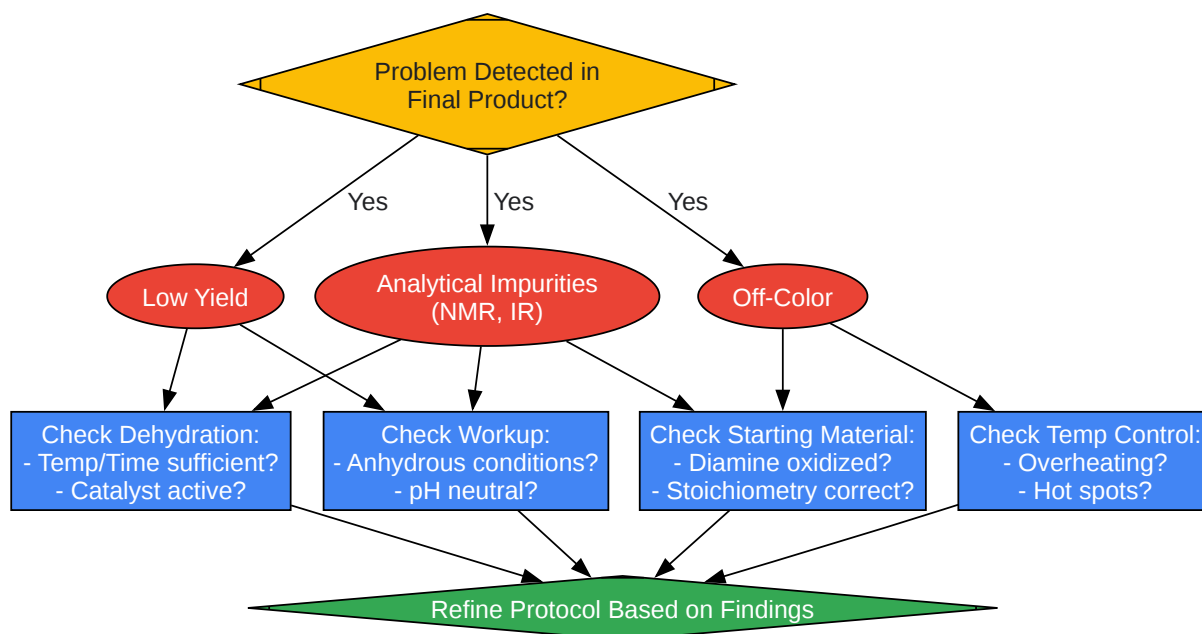 Problem Detected in
Final Product?
Yes
Yes
Yes
Low Yield
Analytical Impurities
(NMR, IR)
Off-Color
Check Dehydration:
- Temp/Time sufficient?
- Catalyst active?
Check Workup:
- Anhydrous conditions?
- pH neutral?
Check Starting Material:
- Diamine oxidized?
- Stoichiometry correct?
Check Temp Control:
- Overheating?
- Hot spots?
Refine Protocol Based on Findings